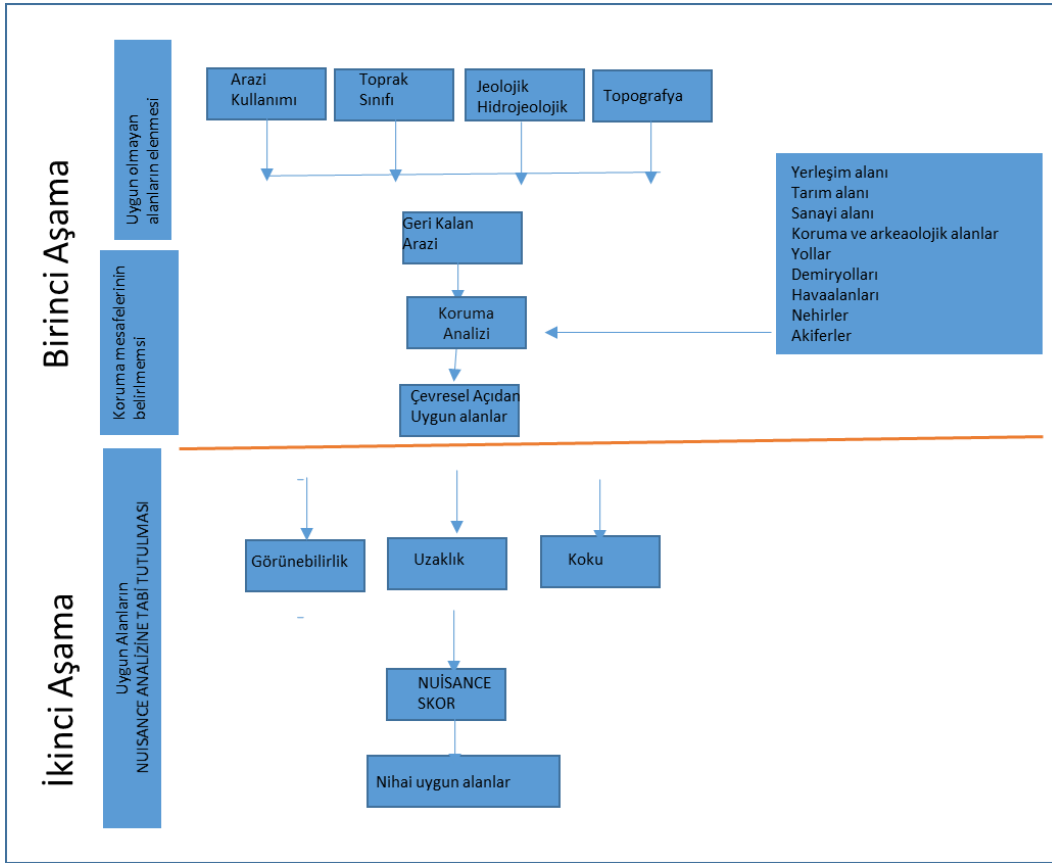 Birinci Aşama
Uygun olmayan
alanların elenmesi
Arazi
Kullanımı
Toprak
Sınıfı
Jeolojik
Hidrojeolojik
Topografya
Geri Kalan
Arazi
Koruma mesafelerinin
belirlmemsi
Koruma
Analizi
Yerleşim alanı
Tarım alanı
Sanayi alanı
Koruma ve arkeaolojik alanlar
Yollar
Demiryolları
Havaalanları
Nehirler
Akiferler
Çevresel Açıdan
Uygun alanlar
İkinci Aşama
Uygun Alanların
NUISANCE ANALİZİNE TABİ TUTULMASI
Görünebilirlik
Uzaklık
Koku
NUİSANCE
SKOR
Nihai uygun alanlar